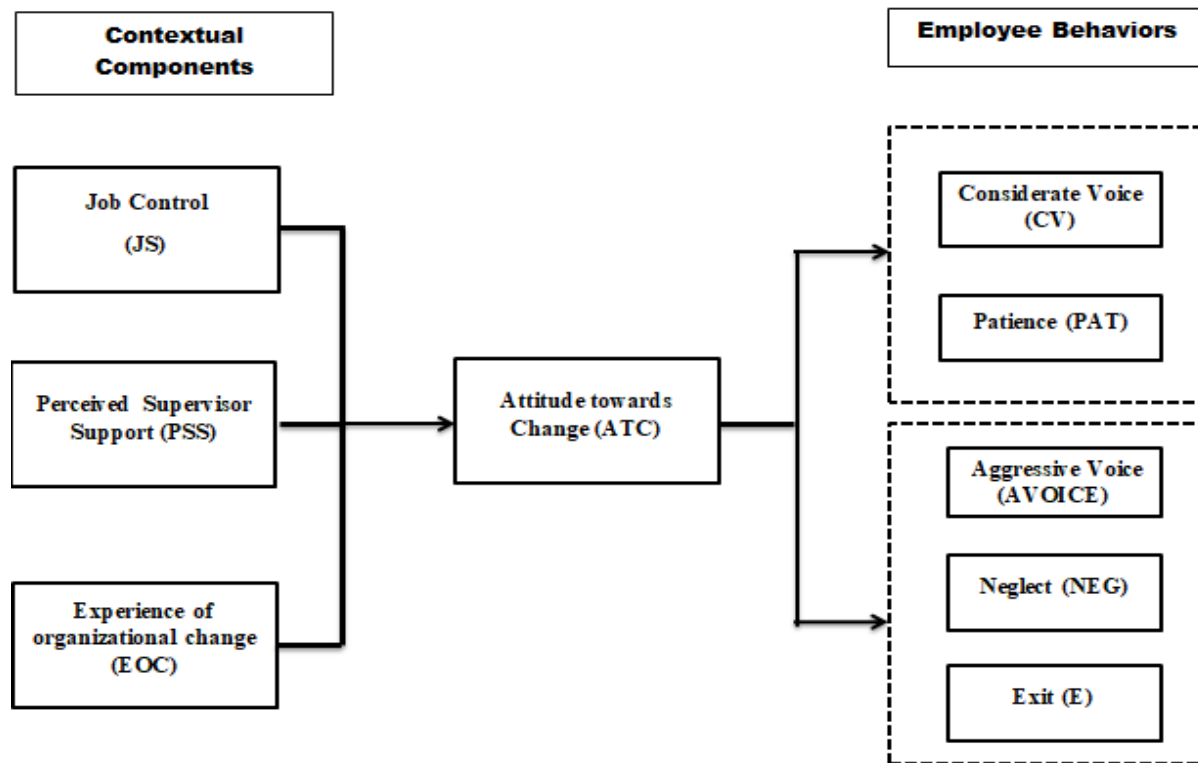 Contextual
Components
Employee Behaviors
Job Control
(JS)
Perceived Supervisor
Support (PSS)
Experience of
organizational change
(EOC)
Attitude towards
Change (ATC)
Considerate Voice
(CV)
Patience (PAT)
Aggressive Voice
(AVOICE)
Neglect (NEG)
Exit (E)